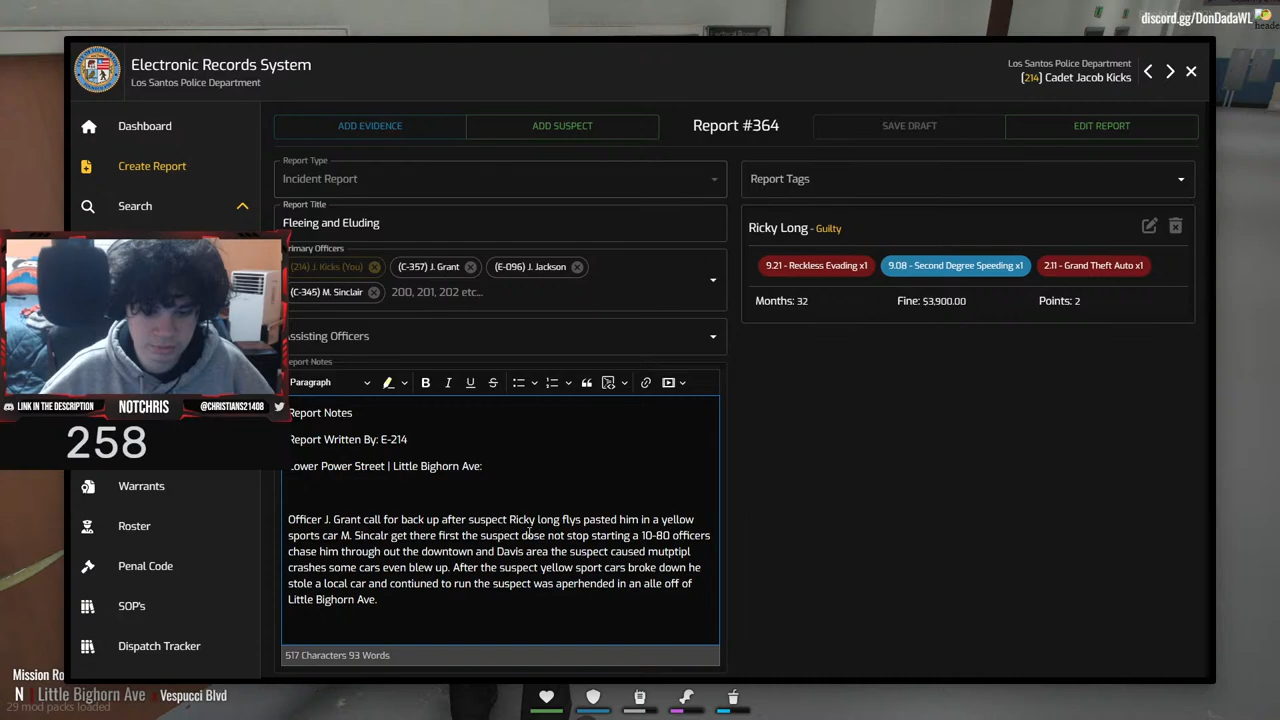 discord.gg/DonDadaWL
Electronic Records System
Los Santos Police Department
Los Santos Police Department
[214] Cadet Jacob Kicks
Dashboard
Create Report
Search
ADD EVIDENCE
ADD SUSPECT
Report #364
SAVE DRAFT
EDIT REPORT
Report Type
Incident Report
Report Title
Fleeing and Eluding
rimary Officers
(214) J. Kicks (You)
(C-357) J. Grant
(E-096) J. Jackson
(C-345) M. Sinclair
200, 201, 202 etc...
ssisting Officers
eport Notes
Paragraph
Report Notes
Report Written By: E-214
Lower Power Street | Little Bighorn Ave:
Officer J. Grant call for back up after suspect Ricky long flys pasted him in a yellow
sports car M. Sincalr get there first the suspect dose not stop starting a 10-80 officers
chase him through out the downtown and Davis area the suspect caused mutptipl
crashes some cars even blew up. After the suspect yellow sport cars broke down he
stole a local car and contiuned to run the suspect was aperhended in an alle off of
Little Bighorn Ave.
517 Characters 93 Words
Report Tags
Ricky Long - Guilty
9.21 - Reckless Evading x1
9.08 - Second Degree Speeding x1
2.11 - Grand Theft Auto x1
Months: 32
Fine: $3,900.00
Points: 2
LINK IN THE DESCRIPTION
NOTCHRIS
@CHRISTIANS21408
258
Warrants
Roster
Penal Code
SOP's
Dispatch Tracker
Mission Ro
N | Little Bighorn Ave
Vespucci Blvd
29 mod packs loaded